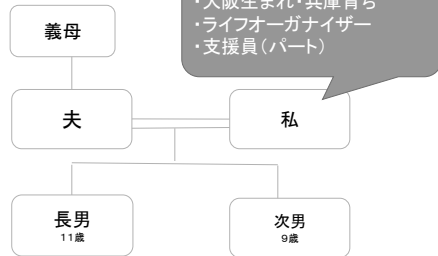 ・大阪生まれ・兵庫育ち
・ライフオーガナイザー
・支援員(パート)
義母
夫
私
長男
11歳
次男
9歳